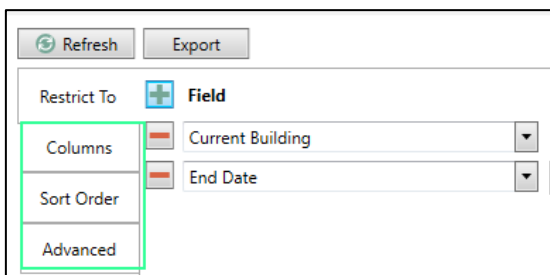 Refresh Export
Restrict To Field
Columns Current Building
Sort Order End Date
Advanced